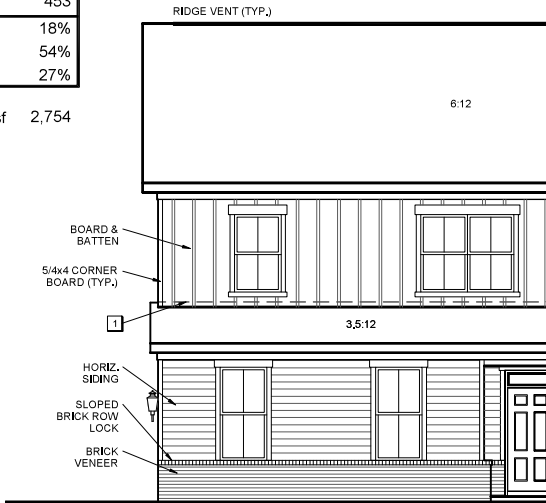 453
18%
54%
27%
sf 2,754
RIDGE VENT (TYP.)
6:12
BOARD &
BATTEN
5/4x4 CORNER
BOARD (TYP.)
1
3.5:12
HORIZ.
SIDING
SLOPED
BRICK ROW
LOCK
BRICK
VENEER